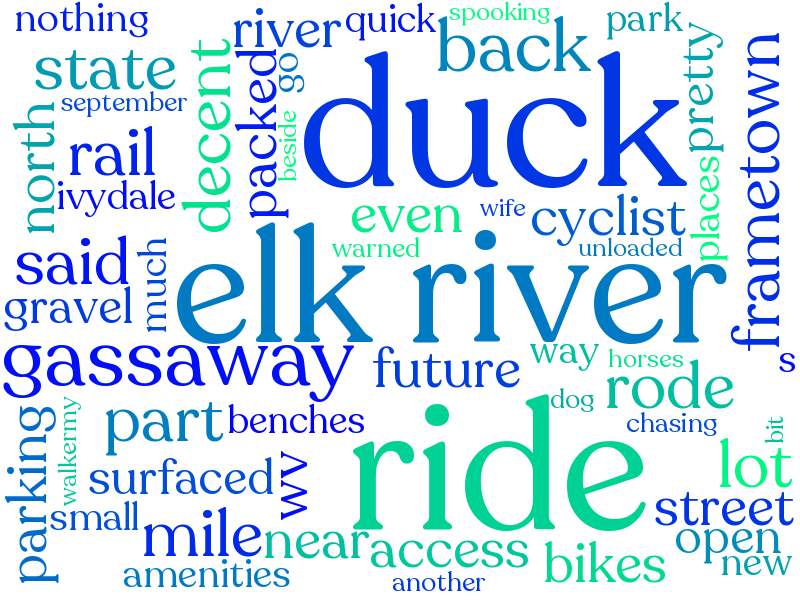 nothing
river
quick
spooking
park
state
september
decent
packed
go
beside
back
pretty
frametown
north
rail
ivydale
duck
places
even
wife
cyclist
warned
unloaded
said
much
gravel
elk river
gassaway
future
way
horses
s
rode
dog
chasing
bit
parking
walkermy
part
benches
ride
lot
surfaced
wv
small
mile
near
access
street
open
new
bikes
amenities
another